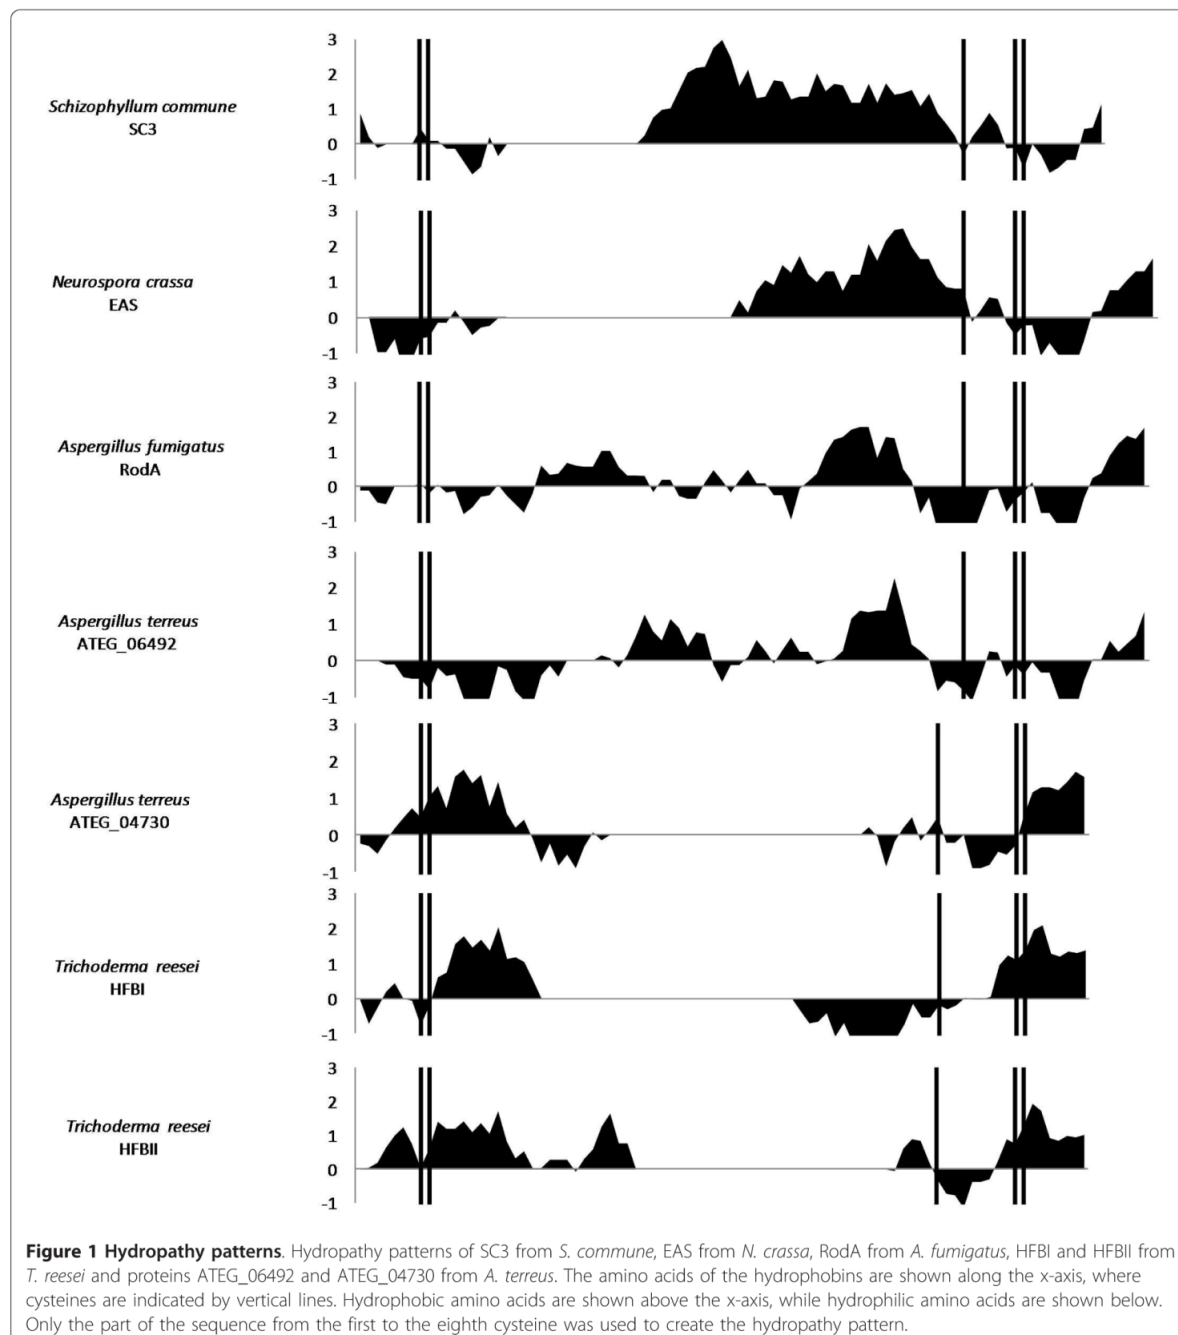 3
2
1
0
-1
Schizophyllum commune
SC3
3
2
1
0
-1
Neurospora crassa
EAS
3
2
1
0
-1
Aspergillus fumigatus
RodA
3
2
1
0
-1
Aspergillus terreus
ATEG_06492
3
2
1
0
-1
Aspergillus terreus
ATEG_04730
3
2
1
0
-1
Trichoderma reesei
HFBI
3
2
1
0
-1
Trichoderma reesei
HFBII
Figure 1 Hydropathy patterns. Hydropathy patterns of SC3 from S. commune, EAS from N. crassa, RodA from A. fumigatus, HFBI and HFBII from
T. reesei and proteins ATEG_06492 and ATEG_04730 from A. terreus. The amino acids of the hydrophobins are shown along the x-axis, where
cysteines are indicated by vertical lines. Hydrophobic amino acids are shown above the x-axis, while hydrophilic amino acids are shown below.
Only the part of the sequence from the first to the eighth cysteine was used to create the hydropathy pattern.